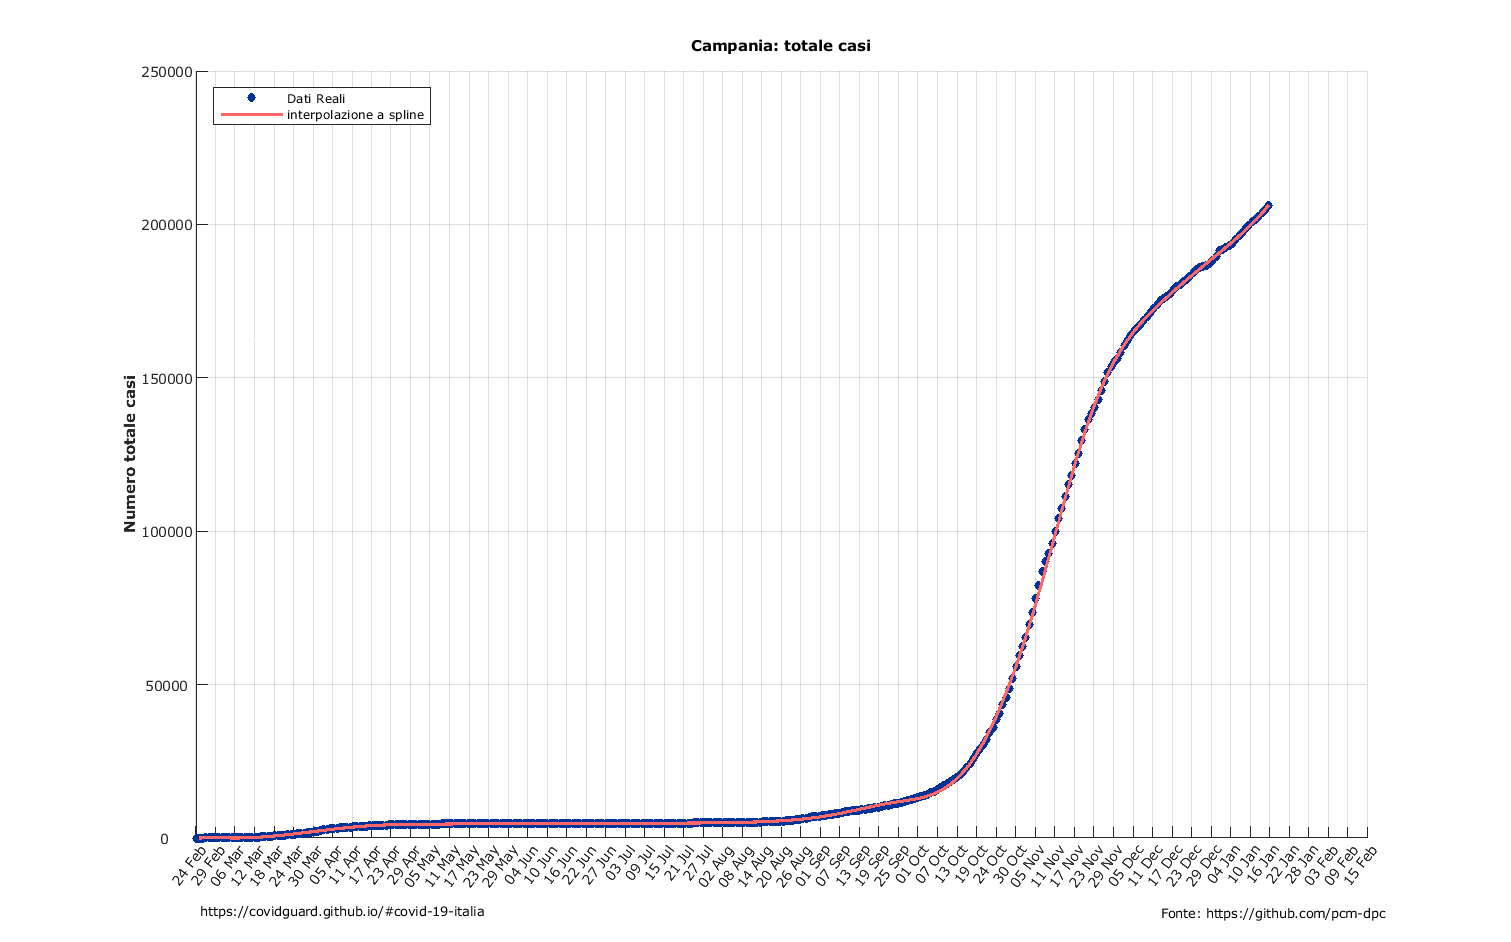 Campania: totale casi
250000
Dati Reali
interpolazione a spline
200000
150000
Numero totale casi
100000
50000
0
24 Feb
29 Feb
06 Mar
12 Mar
18 Mar
24 Mar
30 Mar
05 Apr
11 Apr
17 Apr
23 Apr
29 Apr
05 May
11 May
17 May
23 May
29 May
04 Jun
10 Jun
16 Jun
22 Jun
27 Jun
03 Jul
09 Jul
15 Jul
21 Jul
27 Jul
02 Aug
08 Aug
14 Aug
20 Aug
26 Aug
01 Sep
07 Sep
13 Sep
19 Sep
25 Oct
01 Oct
07 Oct
13 Oct
19 Oct
24 Oct
30 Oct
05 Nov
11 Nov
17 Nov
23 Nov
29 Nov
05 Dec
11 Dec
17 Dec
23 Dec
29 Dec
04 Jan
10 Jan
16 Jan
22 Jan
28 Jan
03 Feb
09 Feb
15 Feb
https://covidguard.github.io/#covid-19-italia
Fonte: https://github.com/pcm-dpc